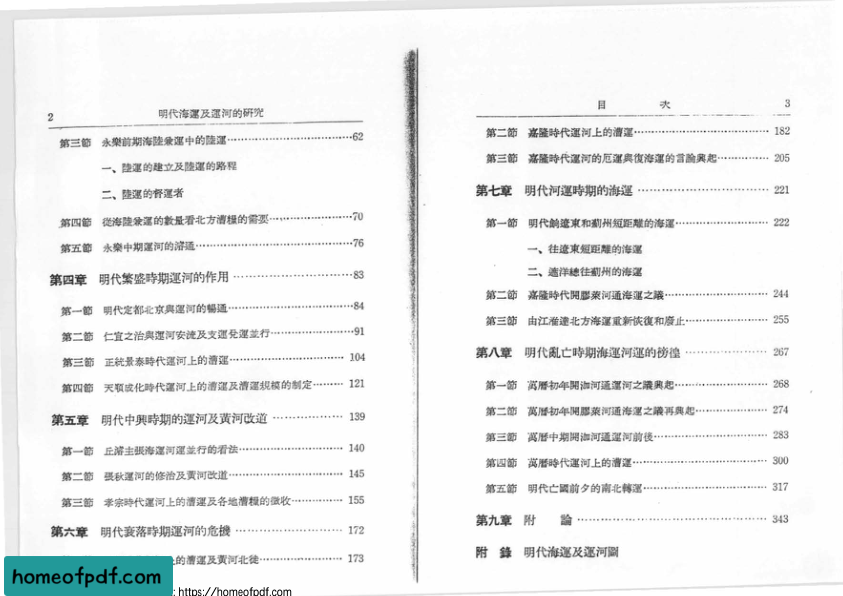 2
明代海運及運河的研究
第三節 永樂前期海陸兼運中的陸運 62
一、陸運的建立及陸運的路程
二、陸運的督運者
第四節 從海陸兼運的數量看北方漕糧的需要 70
第五節 永樂中期運河的濬通 76
第四章 明代繁盛時期運河的作用 83
第一節 明代定都北京與運河的暢通 84
第二節 仁宣之治與運河安流及支運兌運並行 91
第三節 正統景泰時代運河上的漕運 104
第四節 天順成化時代運河上的漕運及漕運規模的制定 121
第五章 明代中興時期的運河及黃河改道 139
第一節 丘濬主張海運河運並行的看法 140
第二節 張秋運河的修治及黃河改道 145
第三節 孝宗時代運河上的漕運及各地漕糧的徵收 155
第六章 明代衰落時期運河的危機 172
上的漕運及黃河北徙 173
目 次
3
第二節 嘉隆時代運河上的漕運 182
第三節 嘉隆時代運河的厄運與復海運的言論興起 205
第七章 明代河運時期的海運 221
第一節 明代餉遼東和薊州短距離的海運 222
一、往遼東短距離的海運
二、遮洋總往薊州的海運
第二節 嘉隆時代開膠萊河通海運之議 244
第三節 由江淮達北方海運重新恢復和廢止 255
第八章 明代亂亡時期海運河運的徬徨 267
第一節 萬曆初年開泇河通運河之議興起 268
第二節 萬曆初年開膠萊河通海運之議再興起 274
第三節 萬曆中期開泇河通運河前後 283
第四節 萬曆時代運河上的漕運 300
第五節 明代亡國前夕的南北轉運 317
第九章 附 論 343
附 錄 明代海運及運河圖
homeofpdf.com
: https://homeofpdf.com